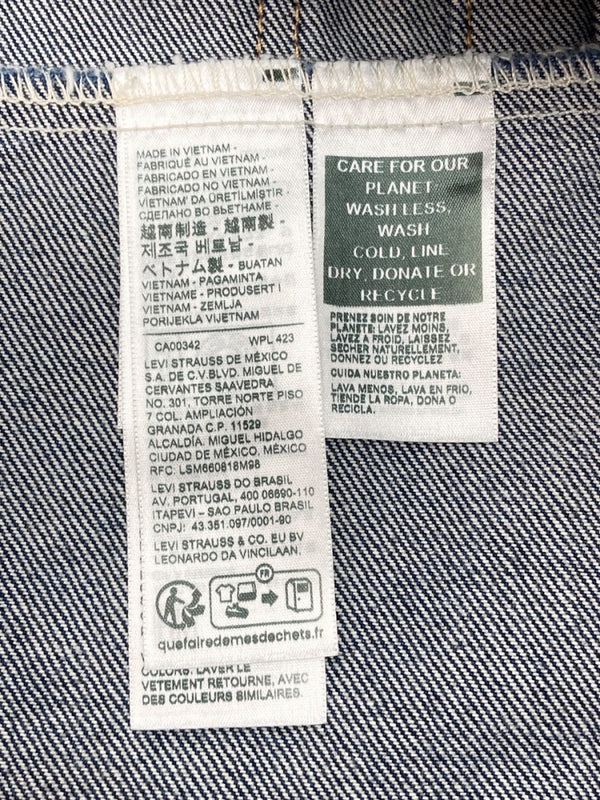 MADE IN VIETNAM -
FABRIQUÉ AU VIETNAM -
FABRICADO EN VIETNAM -
FABRICADO NO VIETNAM -
VIETNAM' DA ÜRETİLMİŞTİR -
СДЕЛАНО ВО ВЬЕТНАМЕ -
越南制造 - 越南製 -
제조국 베트남 -
ベトナム製 - BUATAN
VIETNAM - PAGAMINTA
VIETNAME - PRODUSERT I
VIETNAM - ZEMLJA
PORIJEKLA VIJETNAM
CA00342 WPL 423
LEVI STRAUSS DE MÉXICO
S.A. DE C.V.BLVD. MIGUEL DE
CERVANTES SAAVEDRA
NO. 301, TORRE NORTE PISO
7 COL. AMPLIACIÓN
GRANADA C.P. 11529
ALCALDÍA: MIGUEL HIDALGO
CIUDAD DE MÉXICO, MÉXICO
RFC: LSM660818M98
LEVI STRAUSS DO BRASIL
AV, PORTUGAL, 400 06690-110
ITAPEVI – SAO PAULO BRASIL
CNPJ: 43.351.097/0001-90
LEVI STRAUSS & CO. EU BV
LEONARDO DA VINCILAAN.
FR
quefairedemesdechets.fr
COLORS. LAVER LE
VETEMENT RETOURNE, AVEC
DES COULEURS SIMILAIRES.
CARE FOR OUR
PLANET:
WASH LESS,
WASH
COLD, LINE
DRY, DONATE OR
RECYCLE
PRENEZ SOIN DE NOTRE
PLANETE: LAVEZ MOINS,
LAVEZ A FROID, LAISSEZ
SECHER NATURELLEMENT,
DONNEZ OU RECYCLEZ
CUIDA NUESTRO PLANETA:
LAVA MENOS, LAVA EN FRIO,
TIENDE LA ROPA, DONA O
RECICLA.